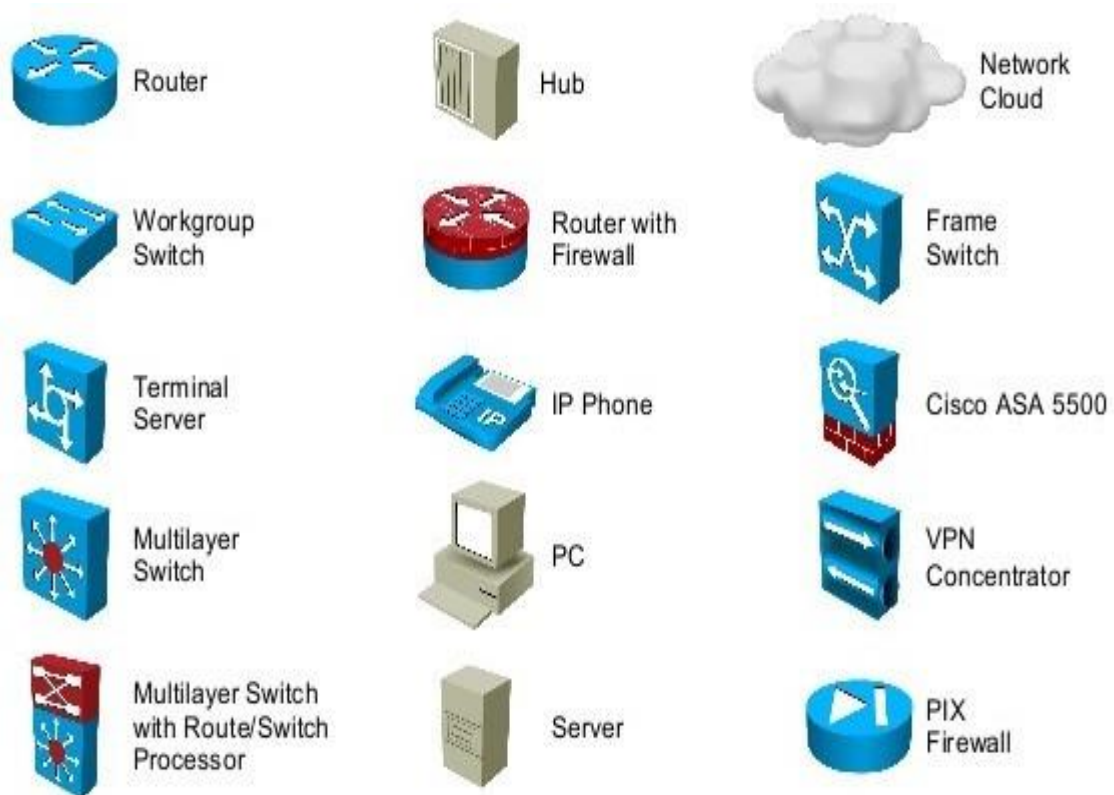 Router
Hub
Network
Cloud
Workgroup
Switch
Router with
Firewall
Frame
Switch
Terminal
Server
IP
IP Phone
Cisco ASA 5500
Multilayer
Switch
PC
VPN
Concentrator
Multilayer Switch
with Route/Switch
Processor
Server
PIX
Firewall